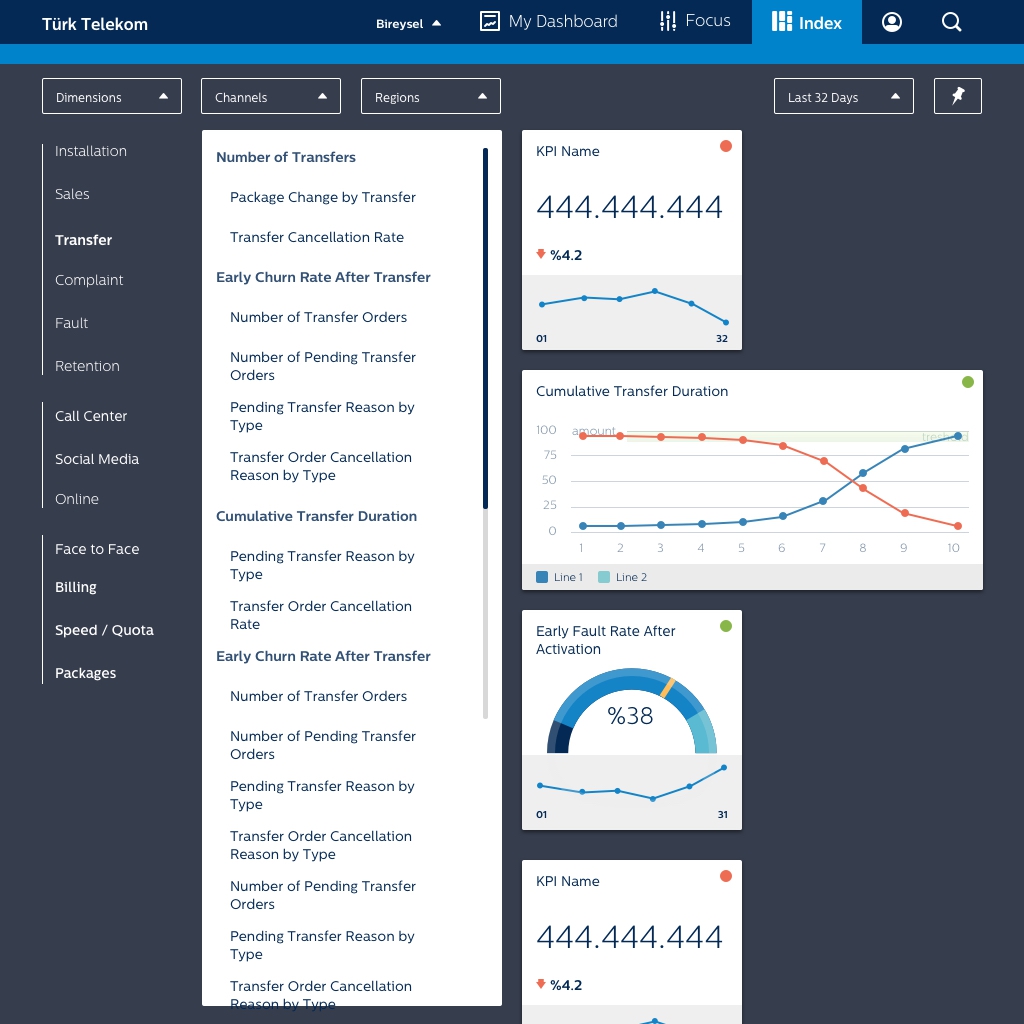 Türk Telekom
Bireysel
My Dashboard
Focus
Index
Dimensions
Channels
Regions
Last 32 Days
Installation
Sales
Transfer
Complaint
Fault
Retention
Call Center
Social Media
Online
Face to Face
Billing
Speed / Quota
Packages
Number of Transfers
Package Change by Transfer
Transfer Cancellation Rate
Early Churn Rate After Transfer
Number of Transfer Orders
Number of Pending Transfer
Orders
Pending Transfer Reason by
Type
Transfer Order Cancellation
Reason by Type
Cumulative Transfer Duration
Pending Transfer Reason by
Type
Transfer Order Cancellation
Rate
Early Churn Rate After Transfer
Number of Transfer Orders
Number of Pending Transfer
Orders
Pending Transfer Reason by
Type
Transfer Order Cancellation
Reason by Type
Number of Pending Transfer
Orders
Pending Transfer Reason by
Type
Transfer Order Cancellation
Reason by Type
KPI Name
444.444.444
%4.2
01 32
Cumulative Transfer Duration
100 amount
75
50
25
0
1 2 3 4 5 6 7 8 9 10
Line 1 Line 2
Early Fault Rate After
Activation
%38
01 31
KPI Name
444.444.444
%4.2